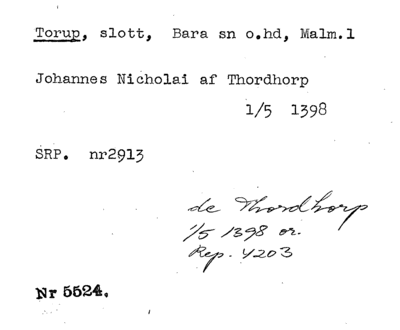 Torup, slott, Bara sn o.hd, Malm.l
Johannes Nicholai af Thordhorp
1/5 1398
SRP. nr2913
de Thordhorp
1/5 1398 or.
Rep. 4203
Nr 5524.